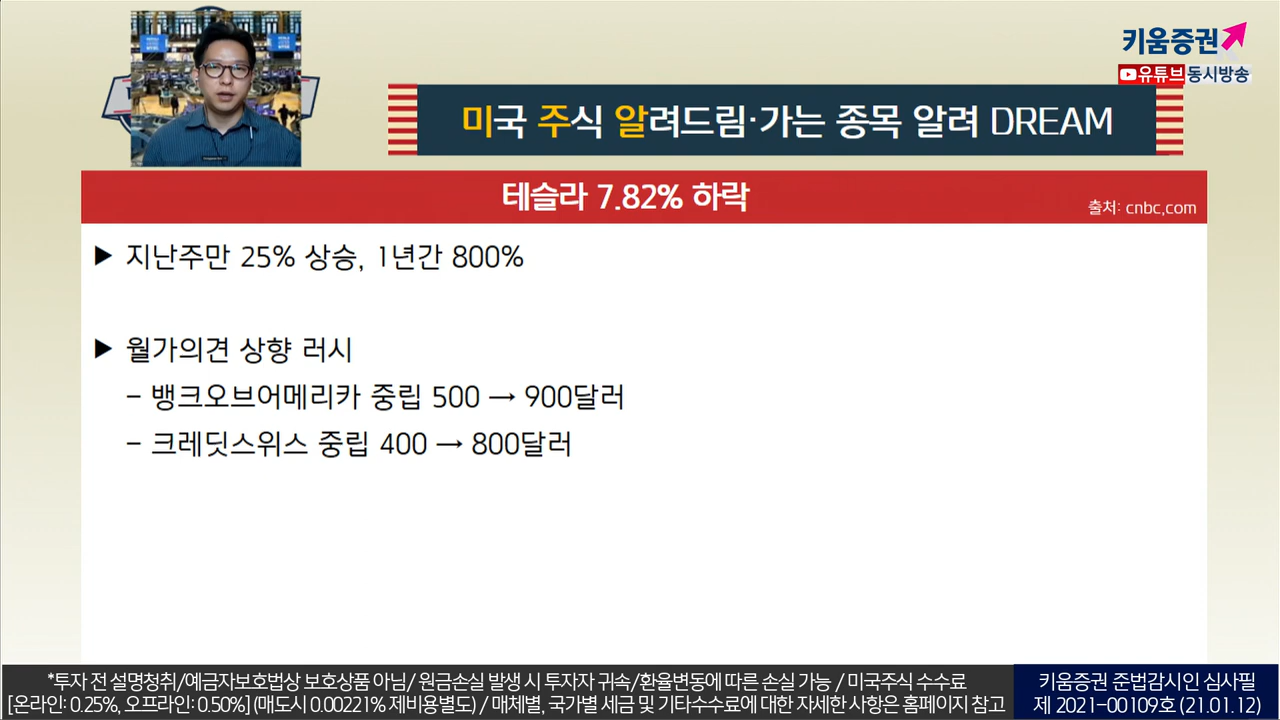 키움증권
유튜브 동시방송
미국 주식 알려드림·가는 종목 알려 DREAM
테슬라 7.82% 하락
출처: cnbc,com
▶ 지난주만 25% 상승, 1년간 800%
▶ 월가의견 상향 러시
- 뱅크오브어메리카 중립 500 → 900달러
- 크레딧스위스 중립 400 → 800달러
*투자 전 설명청취/예금자보호법상 보호상품 아님/ 원금손실 발생 시 투자자 귀속/환율변동에 따른 손실 가능 / 미국주식 수수료
[온라인: 0.25%, 오프라인: 0.50%] (매도시 0.00221% 제비용별도) / 매체별, 국가별 세금 및 기타수수료에 대한 자세한 사항은 홈페이지 참고
키움증권 준법감시인 심사필
제 2021-00109호 (21.01.12)